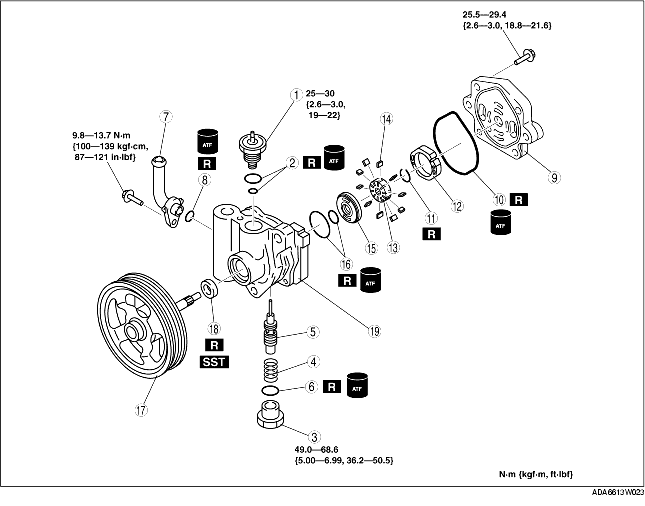 25.5—29.4
{2.6—3.0, 18.8—21.6}
1
25—30
{2.6—3.0,
19—22}
7
14
9.8—13.7 N·m
{100—139 kgf·cm,
87—121 in·lbf}
ATF
R
2
R
ATF
8
9
10
R
ATF
11
R
12
13
15
16
R
ATF
18
R
SST
19
5
4
6
R
ATF
17
3
49.0—68.6
{5.00—6.99, 36.2—50.5}
N·m {kgf·m, ft·lbf}
ADA6613W023